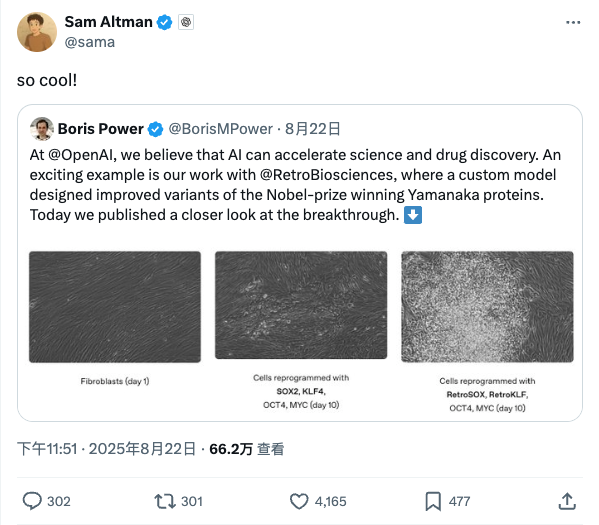 Sam Altman
@sama
so cool!
Boris Power @BorisMPower · 8月22日
At @OpenAI, we believe that AI can accelerate science and drug discovery. An
exciting example is our work with @RetroBiosciences, where a custom model
designed improved variants of the Nobel-prize winning Yamanaka proteins.
Today we published a closer look at the breakthrough. ⬇️
Fibroblasts (day 1)
Cells reprogrammed with
SOX2, KLF4,
OCT4, MYC (day 10)
Cells reprogrammed with
RetroSOX, RetroKLF,
OCT4, MYC (day 10)
下午11:51 · 2025年8月22日 · 66.2万 查看
302 301 4,165 477